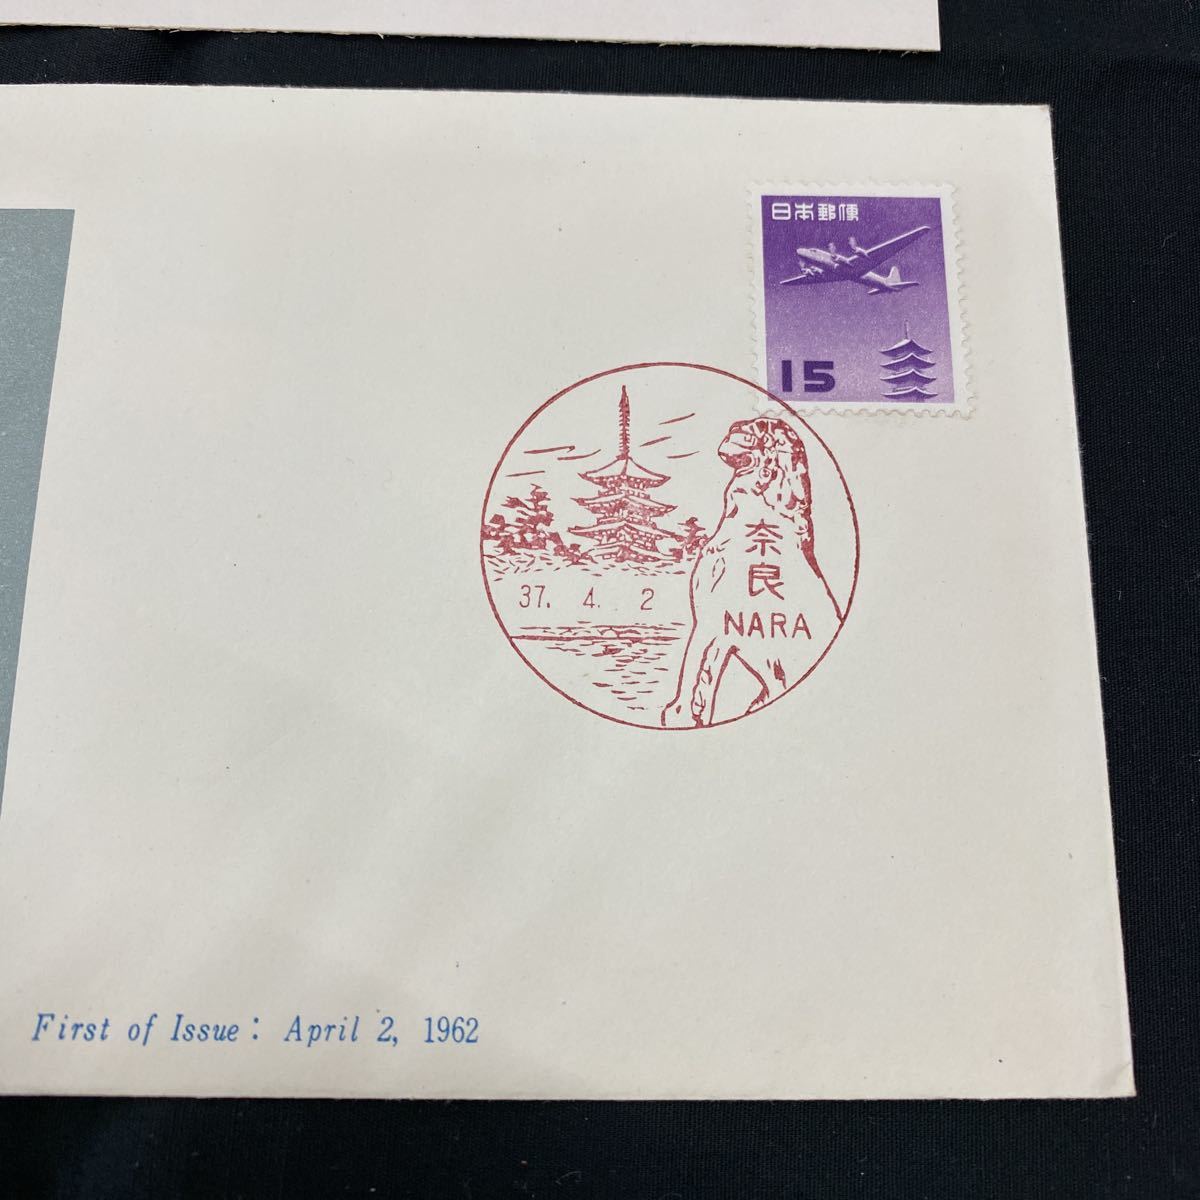 日本郵便
15
奈良
NARA
37. 4. 2
First of Issue: April 2, 1962